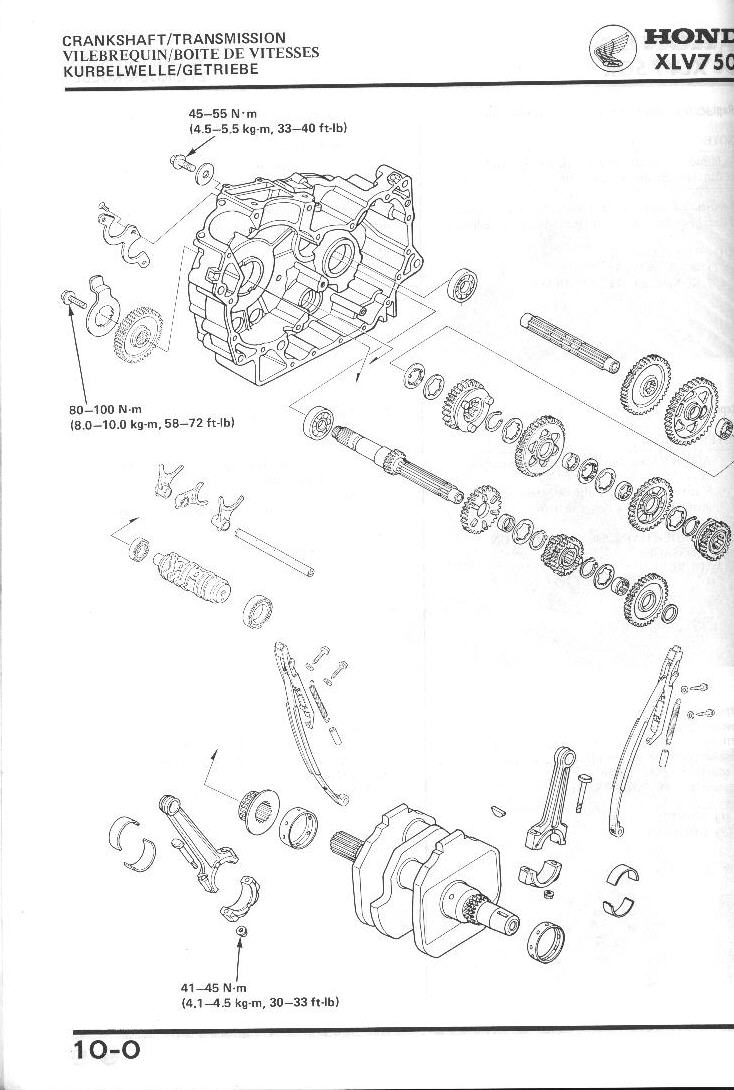 CRANKSHAFT/TRANSMISSION
VILEBREQUIN/BOITE DE VITESSES
KURBELWELLE/GETRIEBE
HOND
XLV750
45–55 N·m
(4.5–5.5 kg-m, 33–40 ft-lb)
80–100 N·m
(8.0–10.0 kg-m, 58–72 ft-lb)
41–45 N·m
(4.1–4.5 kg-m, 30–33 ft-lb)
10-0